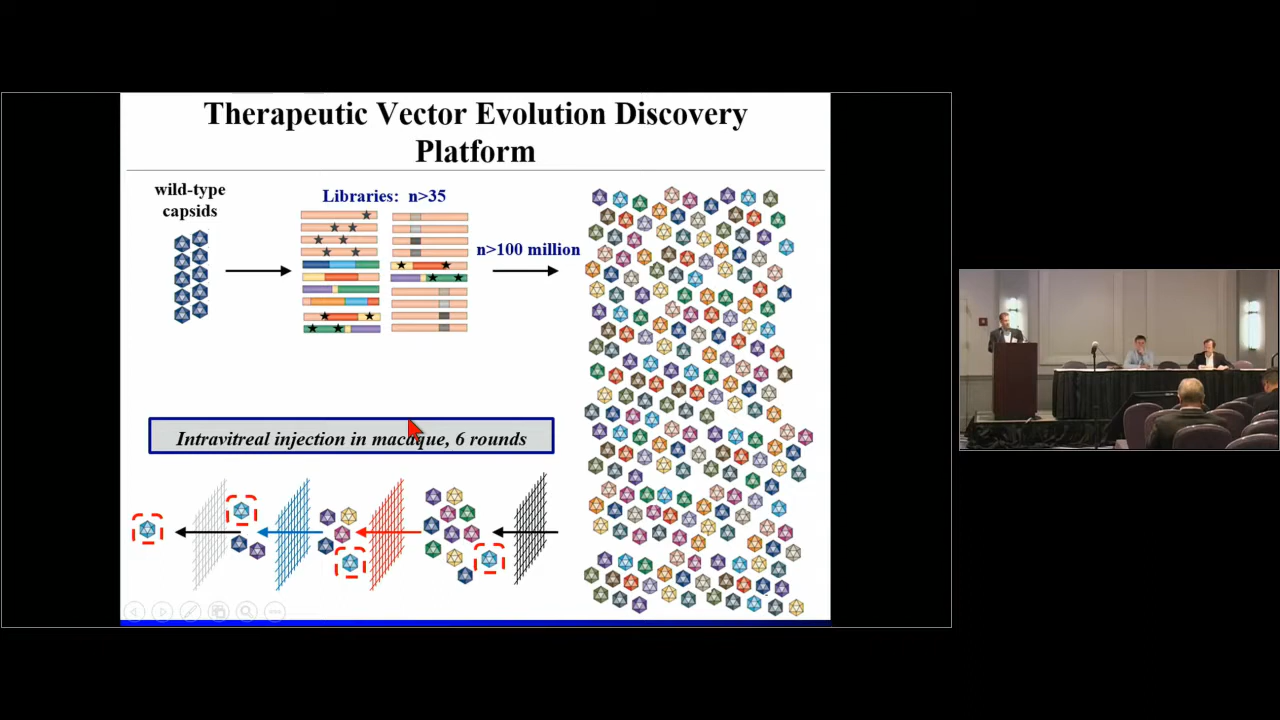 Therapeutic Vector Evolution Discovery
Platform
wild-type
capsids
Libraries: n>35
n>100 million
Intravitreal injection in macaque, 6 rounds